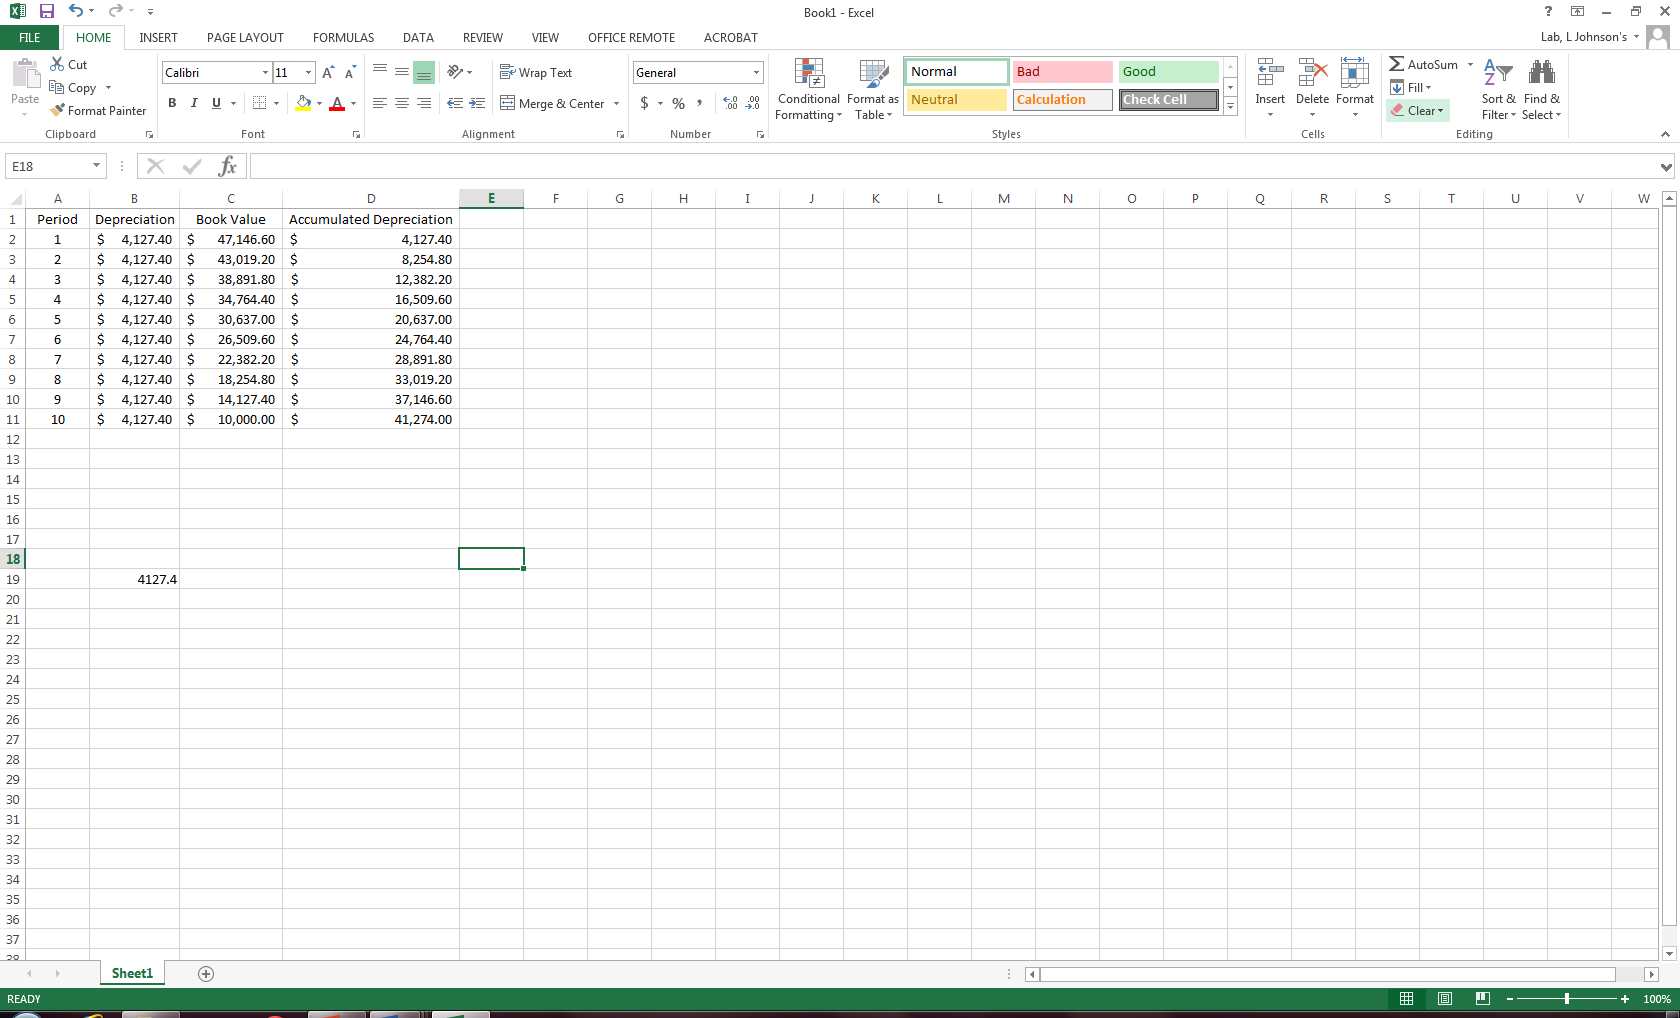 Book1 - Excel
?
FILE HOME INSERT PAGE LAYOUT FORMULAS DATA REVIEW VIEW OFFICE REMOTE ACROBAT
Lab, L Johnson's
Paste
Cut
Copy
Format Painter
Clipboard
Calibri 11 A A
B I U A
Font
Wrap Text
Merge & Center
Alignment
General
$ % ,
Number
Conditional Formatting
Format as Table
Normal Bad Good
Neutral Calculation Check Cell
Styles
Insert Delete Format
Cells
AutoSum
Fill
Clear
Sort & Filter
Find & Select
Editing
E18 fx
A B C D E F G H I J K L M N O P Q R S T U V W
1 Period Depreciation Book Value Accumulated Depreciation
2 1 $ 4,127.40 $ 47,146.60 $ 4,127.40
3 2 $ 4,127.40 $ 43,019.20 $ 8,254.80
4 3 $ 4,127.40 $ 38,891.80 $ 12,382.20
5 4 $ 4,127.40 $ 34,764.40 $ 16,509.60
6 5 $ 4,127.40 $ 30,637.00 $ 20,637.00
7 6 $ 4,127.40 $ 26,509.60 $ 24,764.40
8 7 $ 4,127.40 $ 22,382.20 $ 28,891.80
9 8 $ 4,127.40 $ 18,254.80 $ 33,019.20
10 9 $ 4,127.40 $ 14,127.40 $ 37,146.60
11 10 $ 4,127.40 $ 10,000.00 $ 41,274.00
12
13
14
15
16
17
18
19 4127.4
20
21
22
23
24
25
26
27
28
29
30
31
32
33
34
35
36
37
38
Sheet1
READY
100%